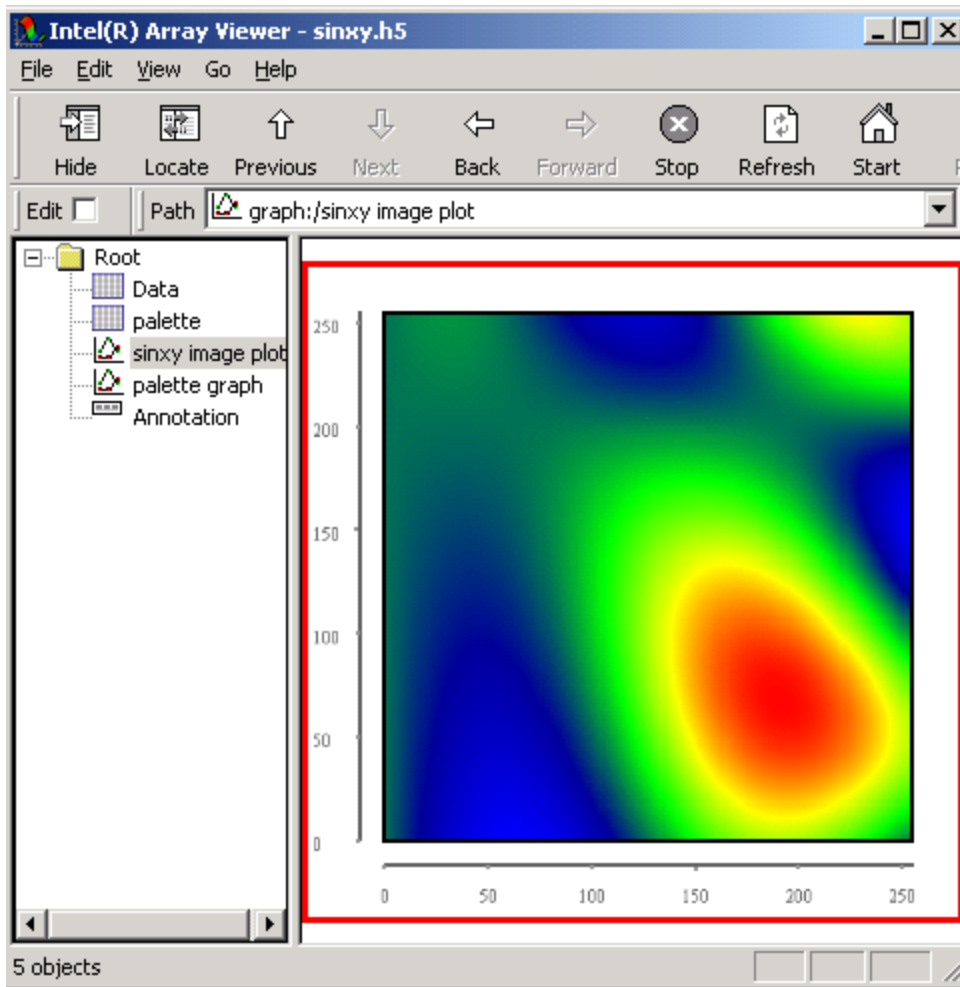 Intel(R) Array Viewer - sinxy.h5
File Edit View Go Help
Hide Locate Previous Next Back Forward Stop Refresh Start
Edit Path graph:/sinxy image plot
Root
Data
palette
sinxy image plot
palette graph
Annotation
250
200
150
100
50
0
0 50 100 150 200 250
5 objects